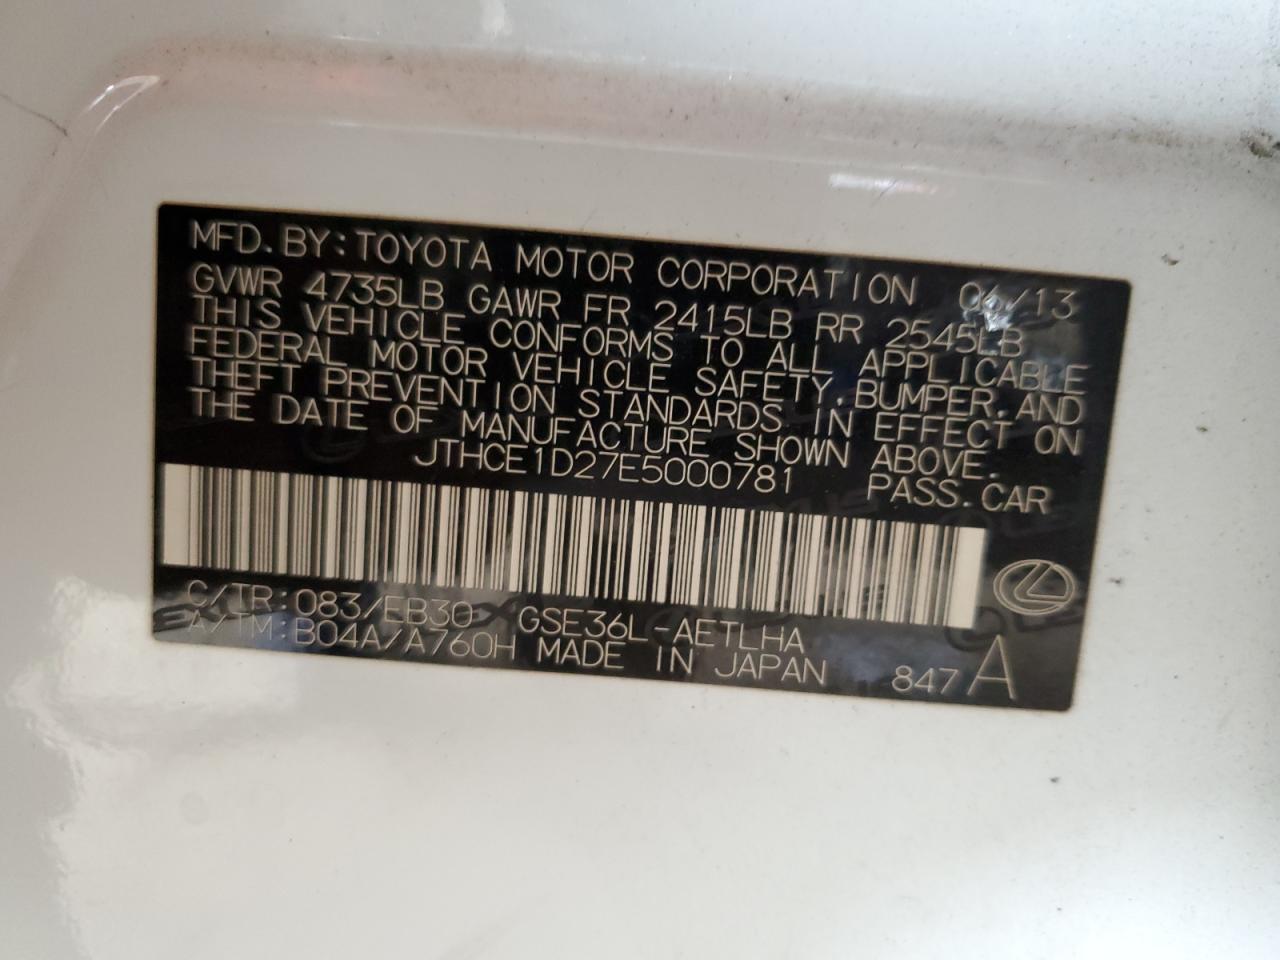 MFD. BY: TOYOTA MOTOR CORPORATION 06/13
GVWR 4735LB GAWR FR 2415LB RR 2545LB
THIS VEHICLE CONFORMS TO ALL APPLICABLE
FEDERAL MOTOR VEHICLE SAFETY, BUMPER, AND
THEFT PREVENTION STANDARDS IN EFFECT ON
THE DATE OF MANUFACTURE SHOWN ABOVE.
JTHCE1D27E5000781 PASS. CAR
C/TR: 083/EB30 GSE36L-AETLHA
A/TM: B04A/A760H MADE IN JAPAN 847 A